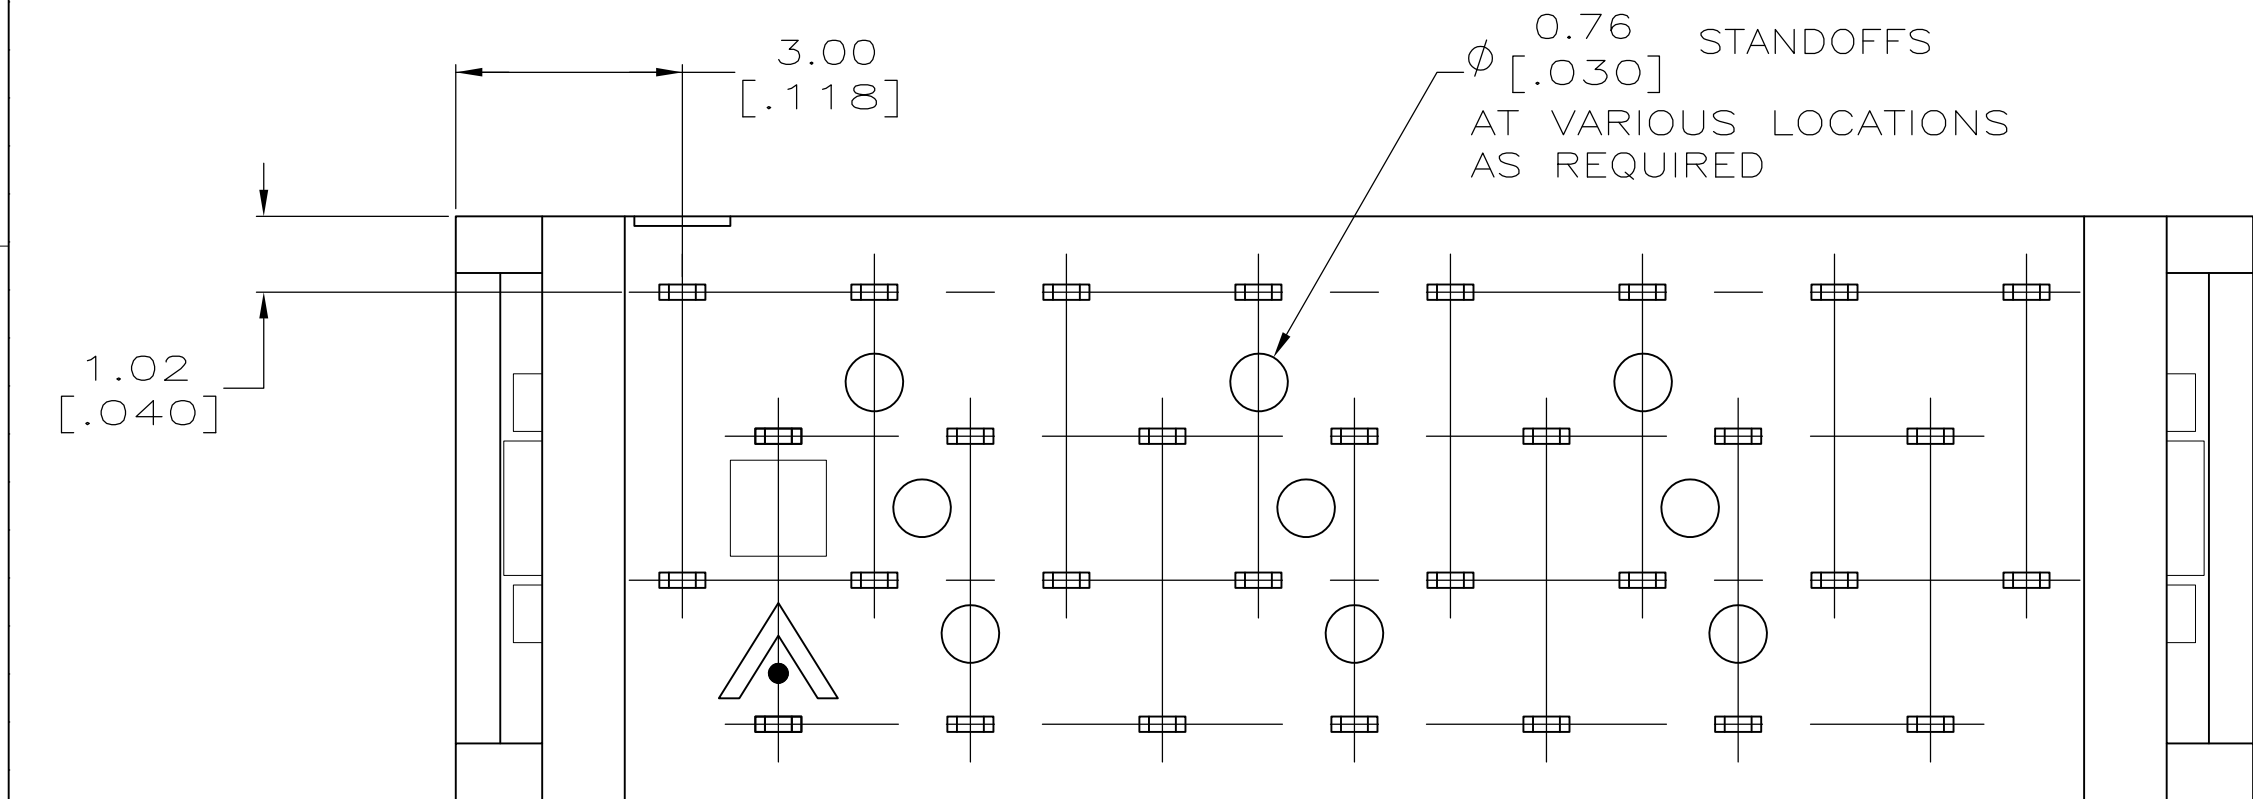 3.00
[.118]
ϕ 0.76 STANDOFFS
[.030]
AT VARIOUS LOCATIONS
AS REQUIRED
1.02
[.040]